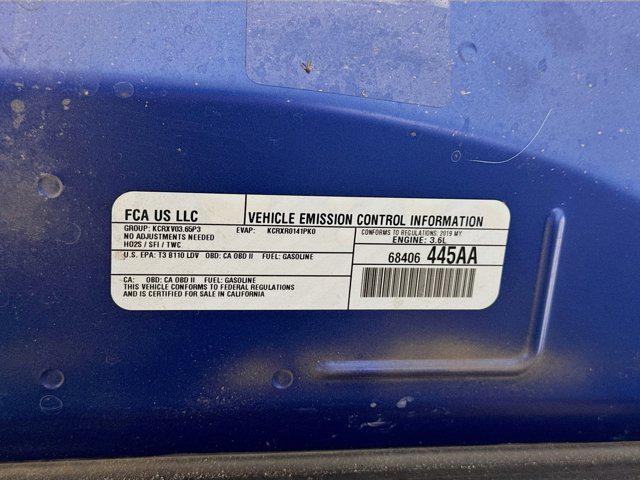 FCA US LLC
VEHICLE EMISSION CONTROL INFORMATION
GROUP: KCRXV03.65P3 EVAP: KCRXR0141PK0
NO ADJUSTMENTS NEEDED
HO2S / SFI / TWC
CONFORMS TO REGULATIONS: 2019 MY
ENGINE: 3.6L
U.S. EPA: T3 B110 LDV OBD: CA OBD II FUEL: GASOLINE
68406 445AA
CA: OBD: CA OBD II FUEL: GASOLINE
THIS VEHICLE CONFORMS TO FEDERAL REGULATIONS
AND IS CERTIFIED FOR SALE IN CALIFORNIA